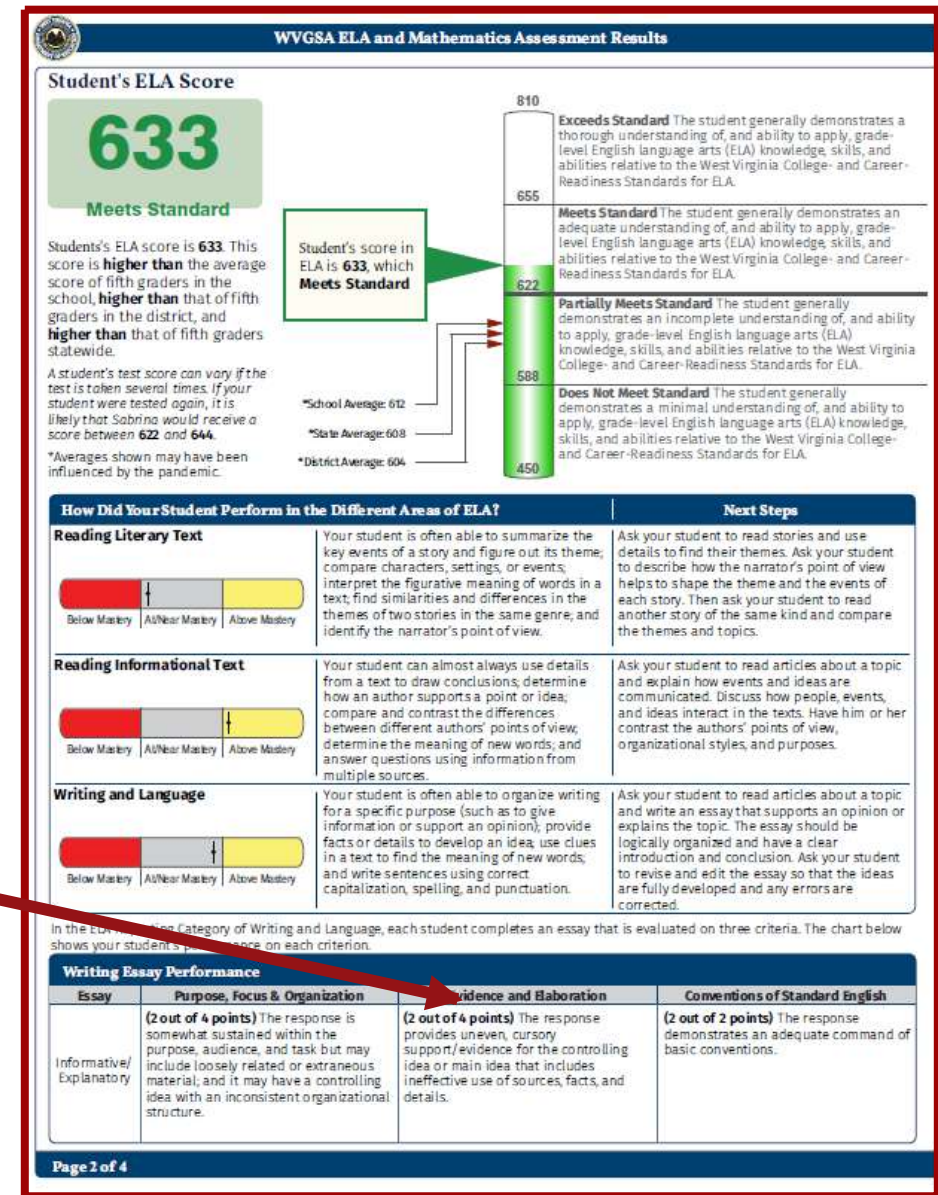 WVGSA ELA and Mathematics Assessment Results
Student's ELA Score
633
Meets Standard
Students's ELA score is 633. This
score is higher than the average
score of fifth graders in the
school, higher than that of fifth
graders in the district, and
higher than that of fifth graders
statewide.
A student's test score can vary if the
test is taken several times. If your
student were tested again, it is
likely that Sabrina would receive a
score between 622 and 644.
*Averages shown may have been
influenced by the pandemic.
Student's score in
ELA is 633, which
Meets Standard
*School Average: 612
*State Average: 608
*District Average: 604
810
655
622
588
450
Exceeds Standard The student generally demonstrates a
thorough understanding of, and ability to apply, grade-
level English language arts (ELA) knowledge, skills, and
abilities relative to the West Virginia College- and Career-
Readiness Standards for ELA.
Meets Standard The student generally demonstrates an
adequate understanding of, and ability to apply, grade-
level English language arts (ELA) knowledge, skills, and
abilities relative to the West Virginia College- and Career-
Readiness Standards for ELA.
Partially Meets Standard The student generally
demonstrates an incomplete understanding of, and ability
to apply, grade-level English language arts (ELA)
knowledge, skills, and abilities relative to the West Virginia
College- and Career-Readiness Standards for ELA.
Does Not Meet Standard The student generally
demonstrates a minimal understanding of, and ability to
apply, grade-level English language arts (ELA) knowledge,
skills, and abilities relative to the West Virginia College-
and Career-Readiness Standards for ELA.
How Did Your Student Perform in the Different Areas of ELA?
Next Steps
Reading Literary Text
Below Mastery At/Near Mastery Above Mastery
Your student is often able to summarize the
key events of a story and figure out its theme;
compare characters, settings, or events;
interpret the figurative meaning of words in a
text; find similarities and differences in the
themes of two stories in the same genre; and
identify the narrator's point of view.
Ask your student to read stories and use
details to find their themes. Ask your student
to describe how the narrator's point of view
helps to shape the theme and the events of
each story. Then ask your student to read
another story of the same kind and compare
the themes and topics.
Reading Informational Text
Below Mastery At/Near Mastery Above Mastery
Your student can almost always use details
from a text to draw conclusions; determine
how an author supports a point or idea;
compare and contrast the differences
between different authors' points of view;
determine the meaning of new words; and
answer questions using information from
multiple sources.
Ask your student to read articles about a topic
and explain how events and ideas are
communicated. Discuss how people, events,
and ideas interact in the texts. Have him or her
contrast the authors' points of view,
organizational styles, and purposes.
Writing and Language
Below Mastery At/Near Mastery Above Mastery
Your student is often able to organize writing
for a specific purpose (such as to give
information or support an opinion); provide
facts or details to develop an idea; use clues
in a text to find the meaning of new words;
and write sentences using correct
capitalization, spelling, and punctuation.
Ask your student to read articles about a topic
and write an essay that supports an opinion or
explains the topic. The essay should be
logically organized and have a clear
introduction and conclusion. Ask your student
to revise and edit the essay so that the ideas
are fully developed and any errors are
corrected.
In the ELA Category of Writing and Language, each student completes an essay that is evaluated on three criteria. The chart below
shows your student's performance on each criterion.
Writing Essay Performance
Essay
Purpose, Focus & Organization
Evidence and Elaboration
Conventions of Standard English
Informative/
Explanatory
(2 out of 4 points) The response is
somewhat sustained within the
purpose, audience, and task but may
include loosely related or extraneous
material; and it may have a controlling
idea with an inconsistent organizational
structure.
(2 out of 4 points) The response
provides uneven, cursory
support/evidence for the controlling
idea or main idea that includes
ineffective use of sources, facts, and
details.
(2 out of 2 points) The response
demonstrates an adequate command of
basic conventions.
Page 2 of 4